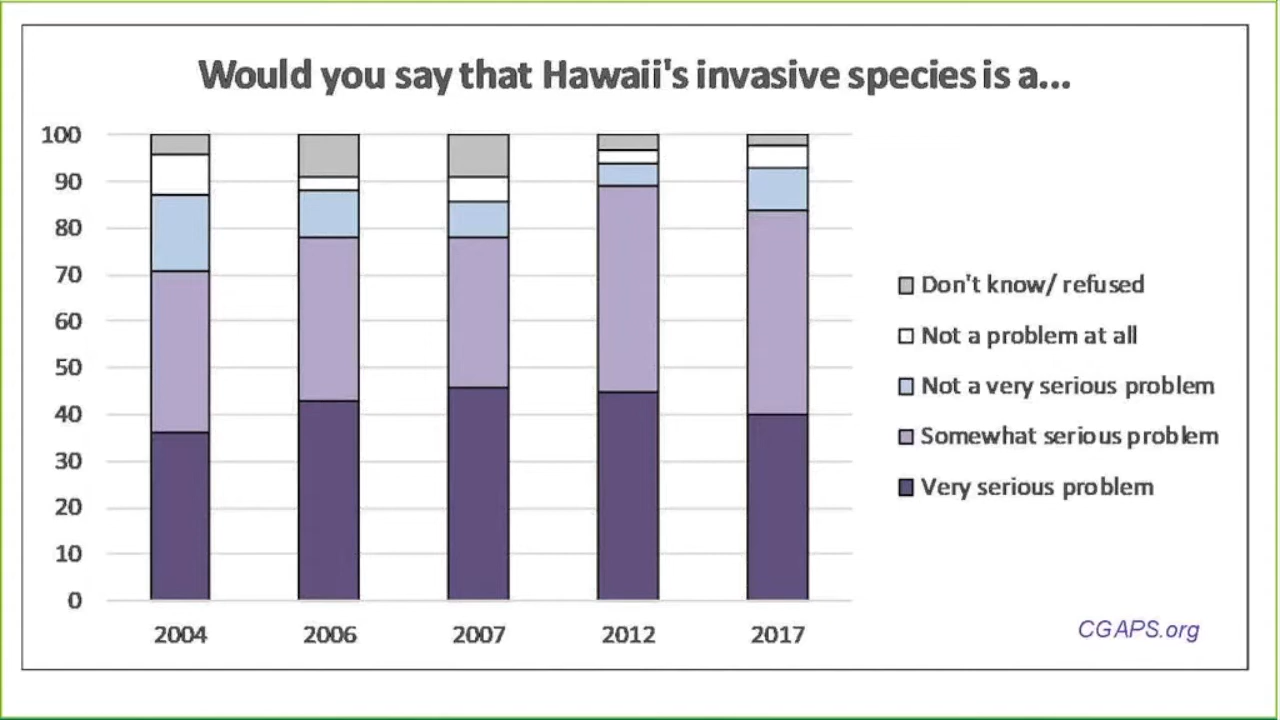 Would you say that Hawaii's invasive species is a...
100
90
80
70
60
50
40
30
20
10
0
2004 2006 2007 2012 2017
Don't know/ refused
Not a problem at all
Not a very serious problem
Somewhat serious problem
Very serious problem
CGAPS.org